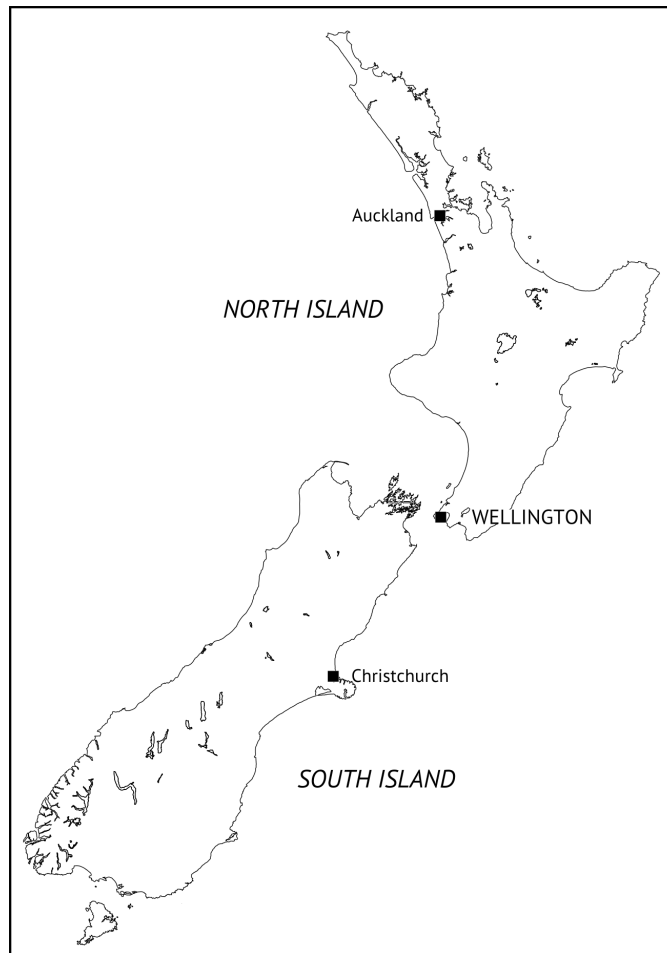 Auckland
NORTH ISLAND
WELLINGTON
Christchurch
SOUTH ISLAND